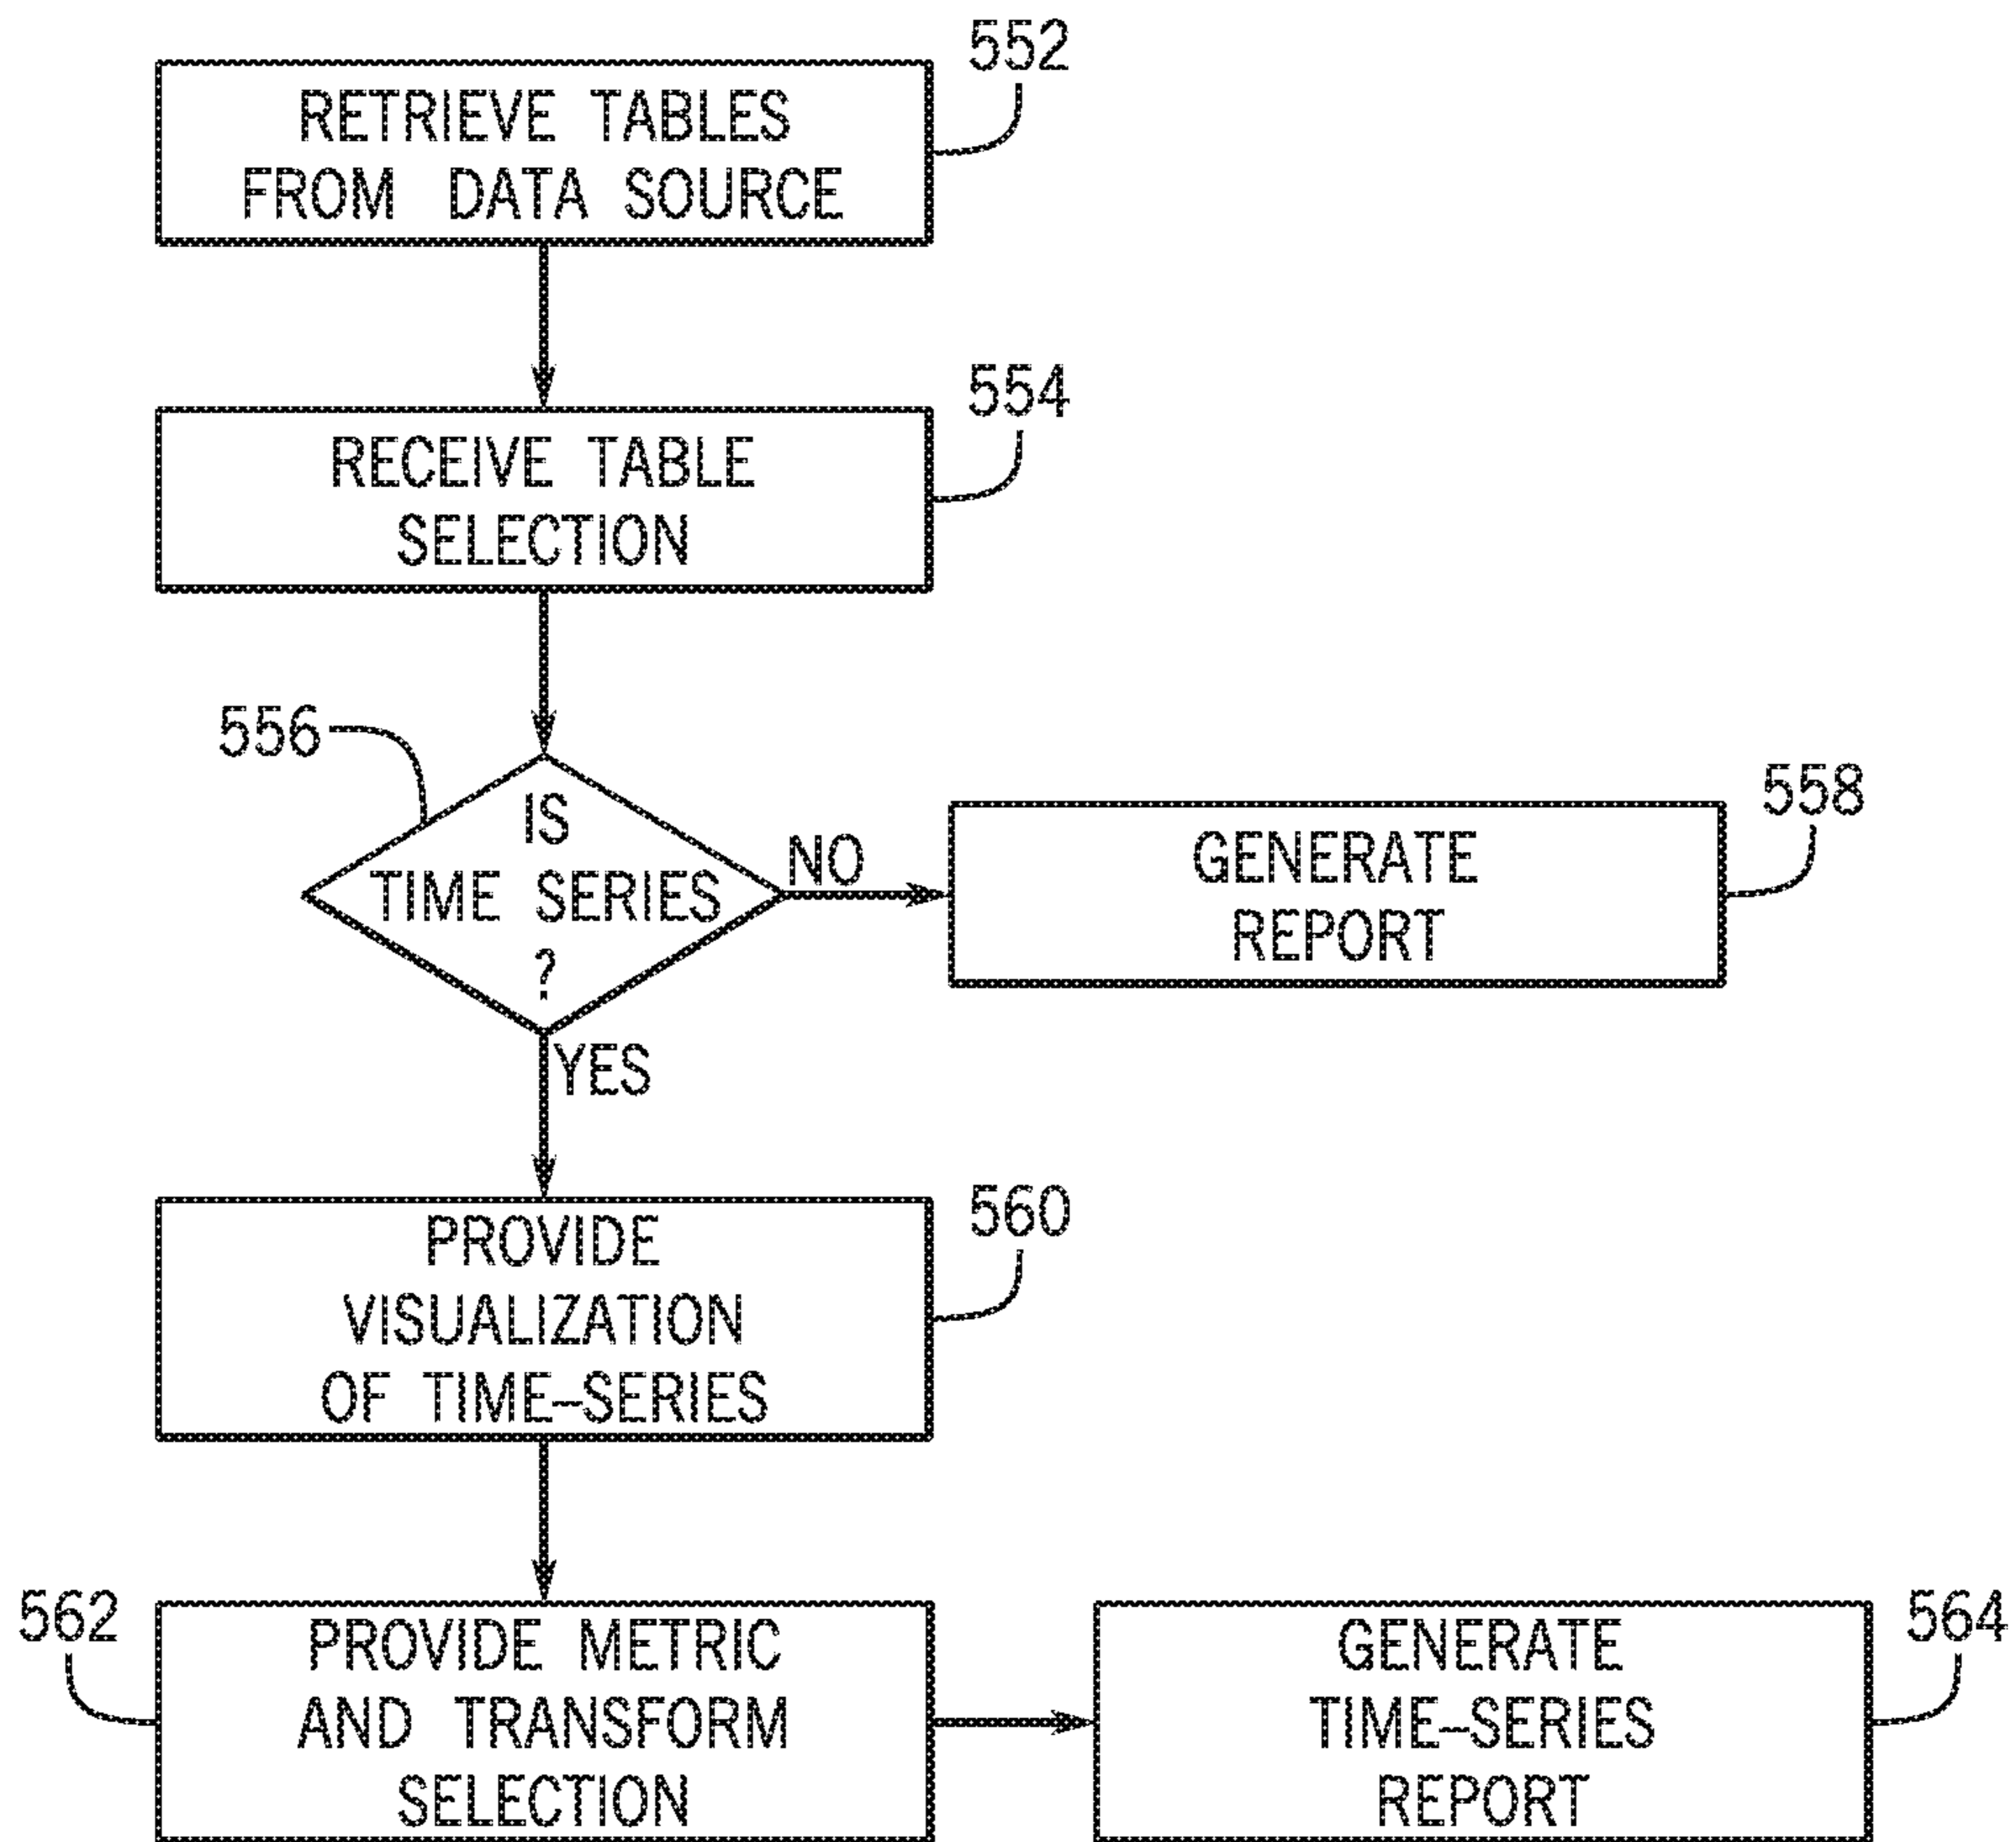 552
RETRIEVE TABLES
FROM DATA SOURCE
554
RECEIVE TABLE
SELECTION
556
IS
TIME SERIES
?
NO
558
GENERATE
REPORT
YES
560
PROVIDE
VISUALIZATION
OF TIME-SERIES
562
PROVIDE METRIC
AND TRANSFORM
SELECTION
564
GENERATE
TIME-SERIES
REPORT